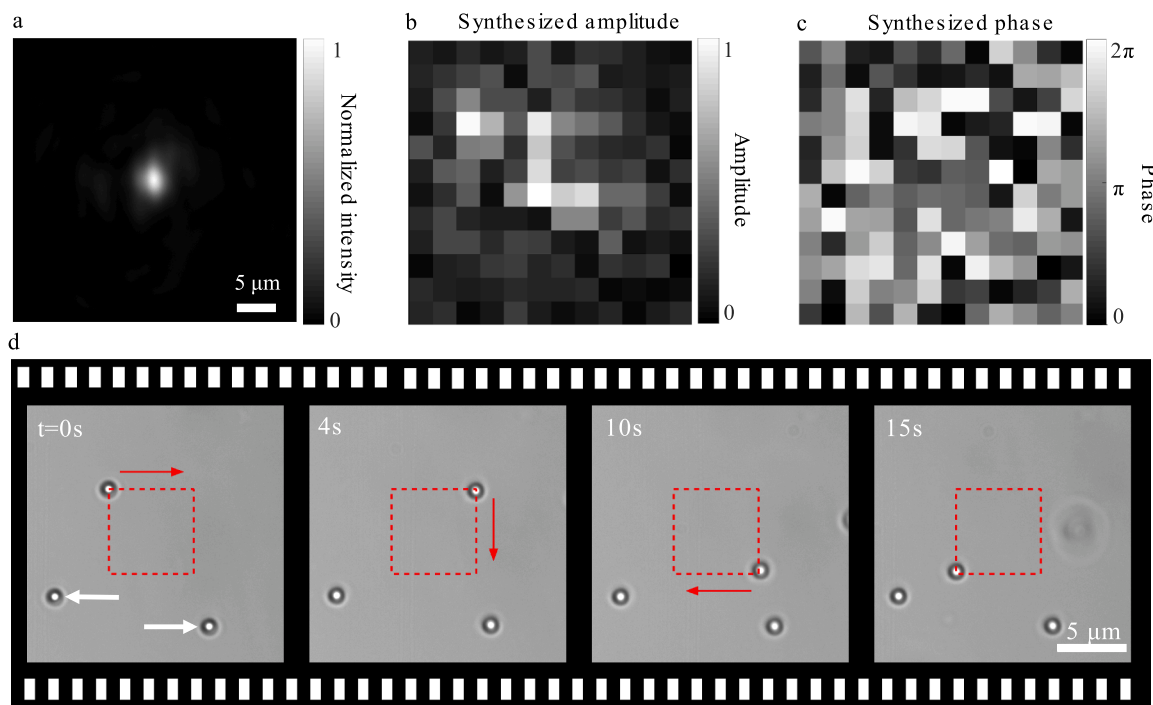 a
1
Normalized intensity
0
5 μm
b
Synthesized amplitude
1
Amplitude
0
c
Synthesized phase
2π
π
Phase
0
d
t=0s
4s
10s
15s
5 μm